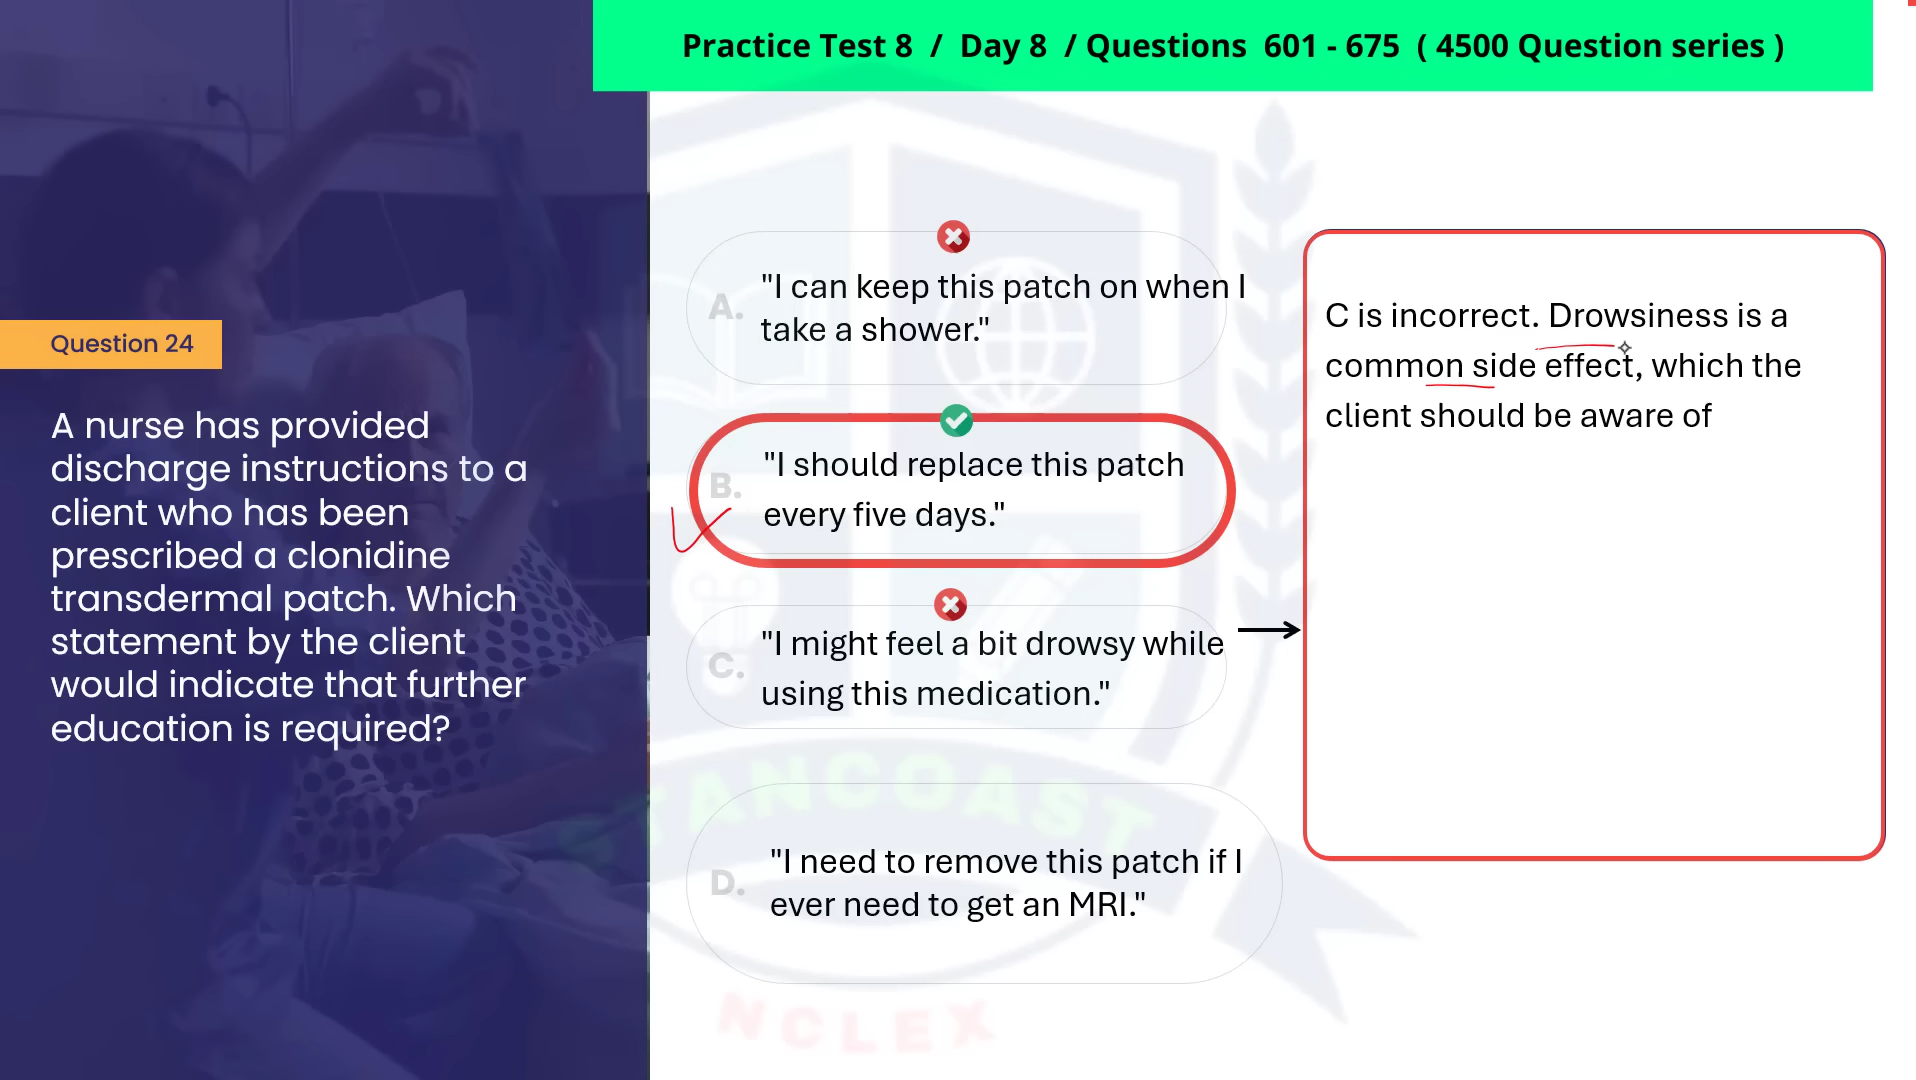 Practice Test 8 / Day 8 / Questions 601 - 675 ( 4500 Question series )
Question 24
A nurse has provided
discharge instructions to a
client who has been
prescribed a clonidine
transdermal patch. Which
statement by the client
would indicate that further
education is required?
A.
"I can keep this patch on when I
take a shower."
B.
"I should replace this patch
every five days."
C.
"I might feel a bit drowsy while
using this medication."
D.
"I need to remove this patch if I
ever need to get an MRI."
C is incorrect. Drowsiness is a
common side effect, which the
client should be aware of
STANCOAST
NCLEX